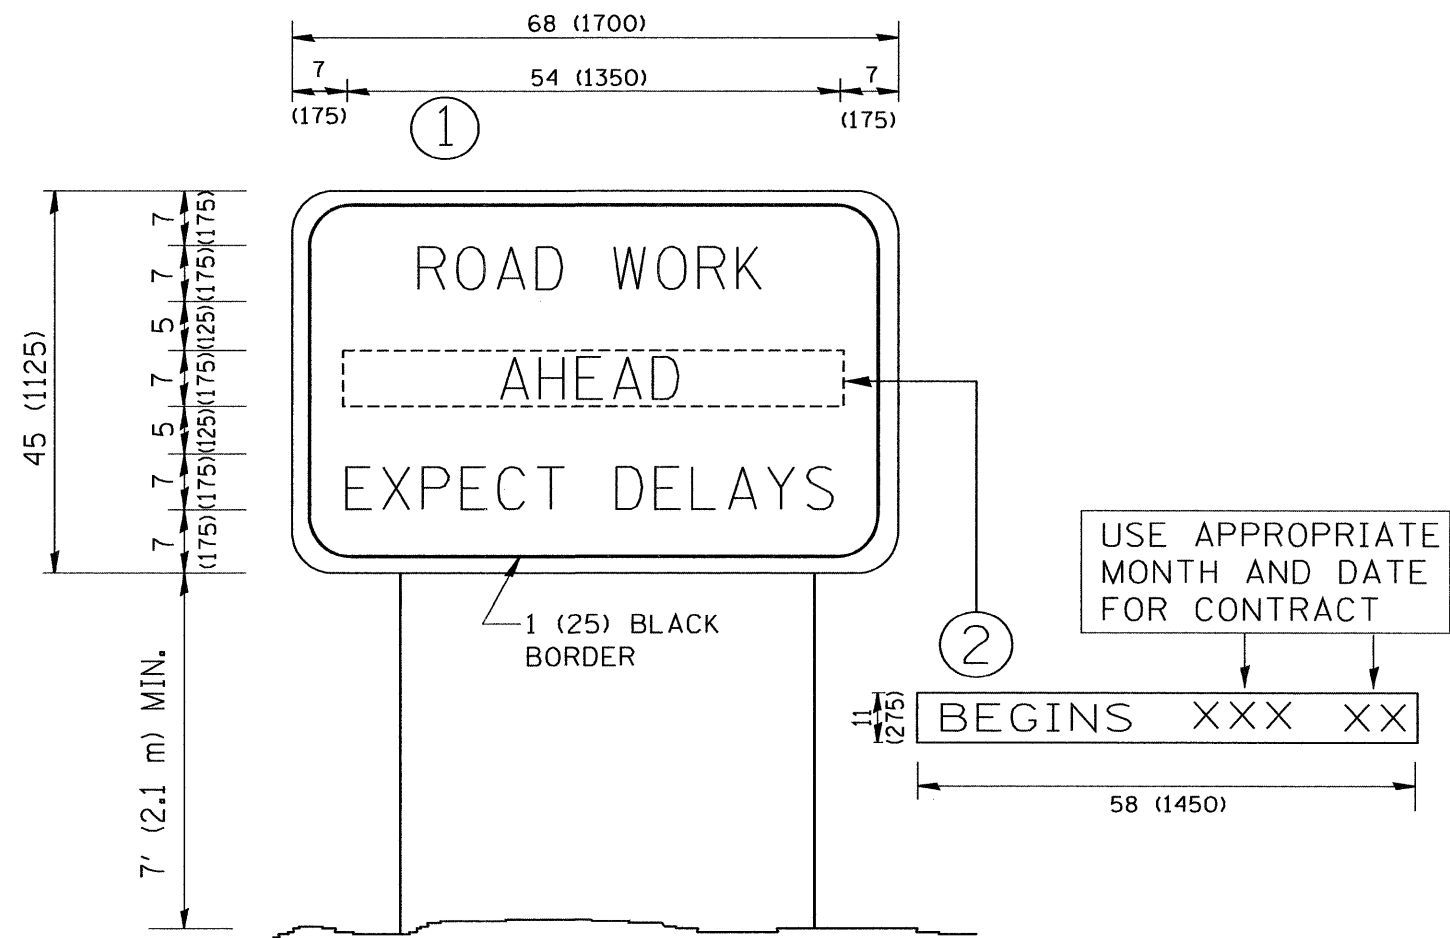 68 (1700)
7
54 (1350)
7
(175)
(175)
1
45 (1125)
7
(175)
7
(175)
5
(125)
7
(175)
5
(125)
7
(175)
7
(175)
ROAD WORK
AHEAD
EXPECT DELAYS
1 (25) BLACK
BORDER
7' (2.1 m) MIN.
2
USE APPROPRIATE
MONTH AND DATE
FOR CONTRACT
11
(275)
BEGINS XXX XX
58 (1450)